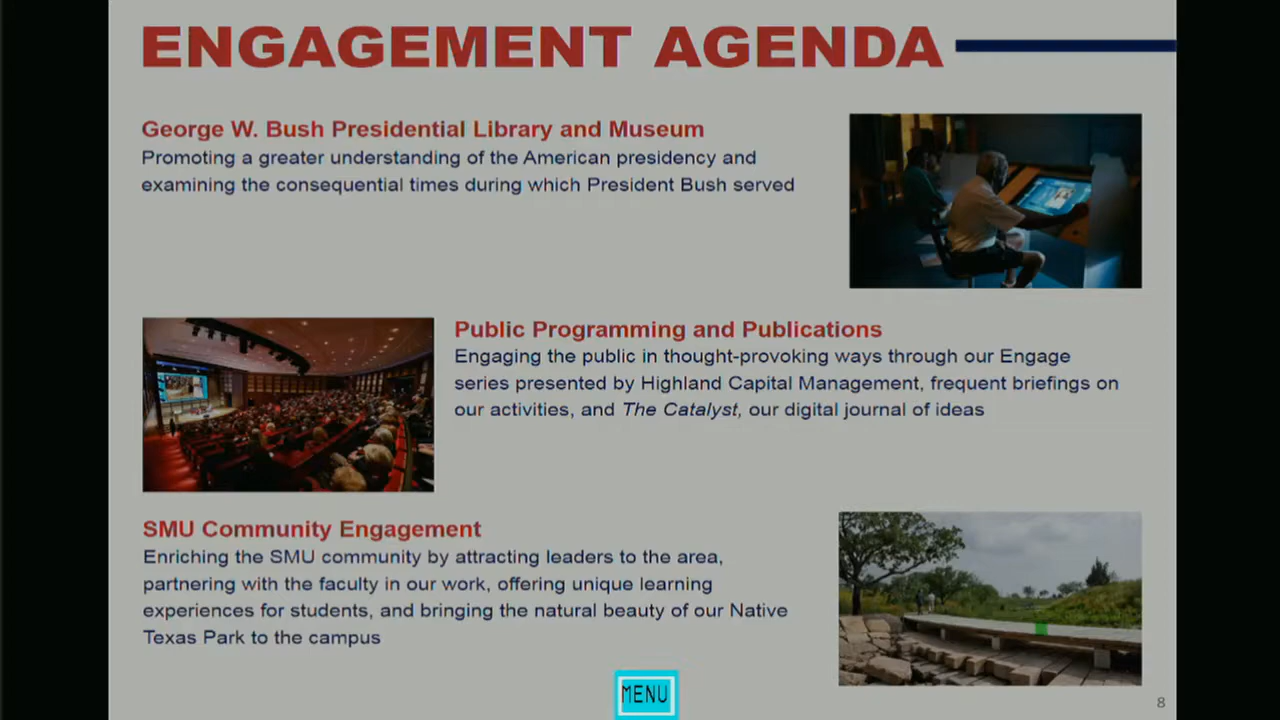 ENGAGEMENT AGENDA
George W. Bush Presidential Library and Museum
Promoting a greater understanding of the American presidency and
examining the consequential times during which President Bush served
Public Programming and Publications
Engaging the public in thought-provoking ways through our Engage
series presented by Highland Capital Management, frequent briefings on
our activities, and The Catalyst, our digital journal of ideas
SMU Community Engagement
Enriching the SMU community by attracting leaders to the area,
partnering with the faculty in our work, offering unique learning
experiences for students, and bringing the natural beauty of our Native
Texas Park to the campus
MENU
8